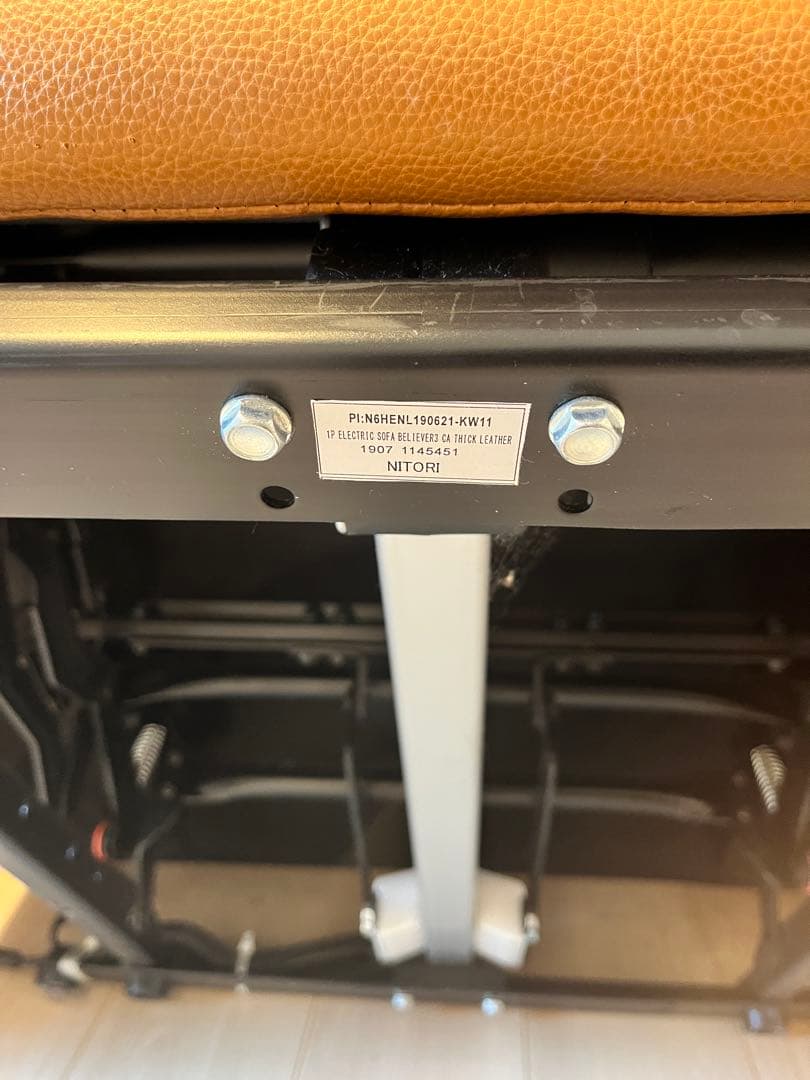 PI:N6HENL190621-KW11
1P ELECTRIC SOFA BELIEVER3 CA THICK LEATHER
1907 1145451
NITORI